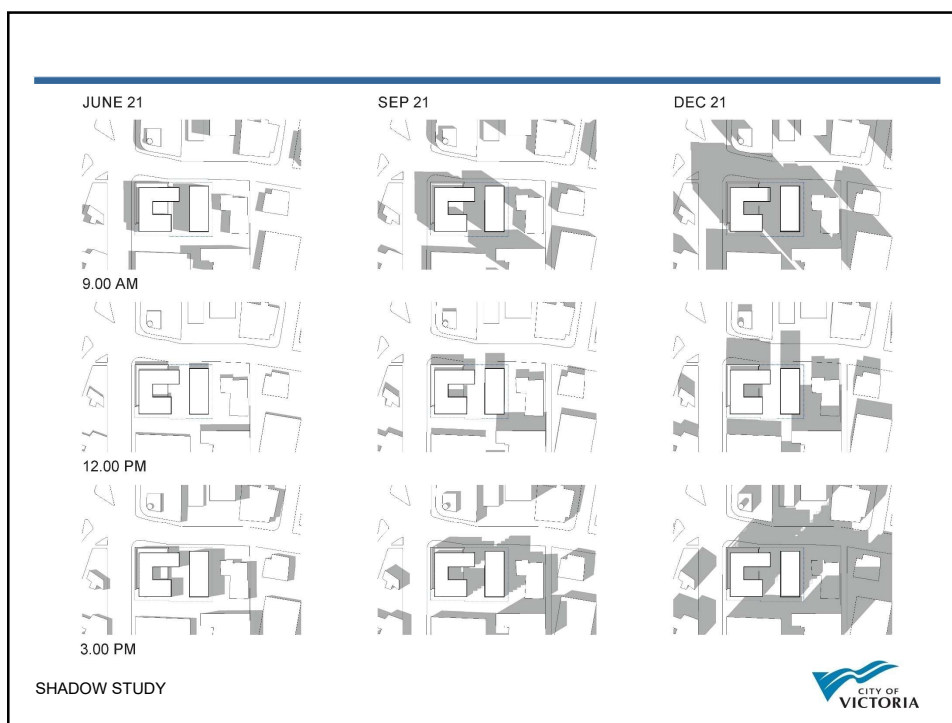 JUNE 21
SEP 21
DEC 21
9.00 AM
12.00 PM
3.00 PM
SHADOW STUDY
CITY OF
VICTORIA